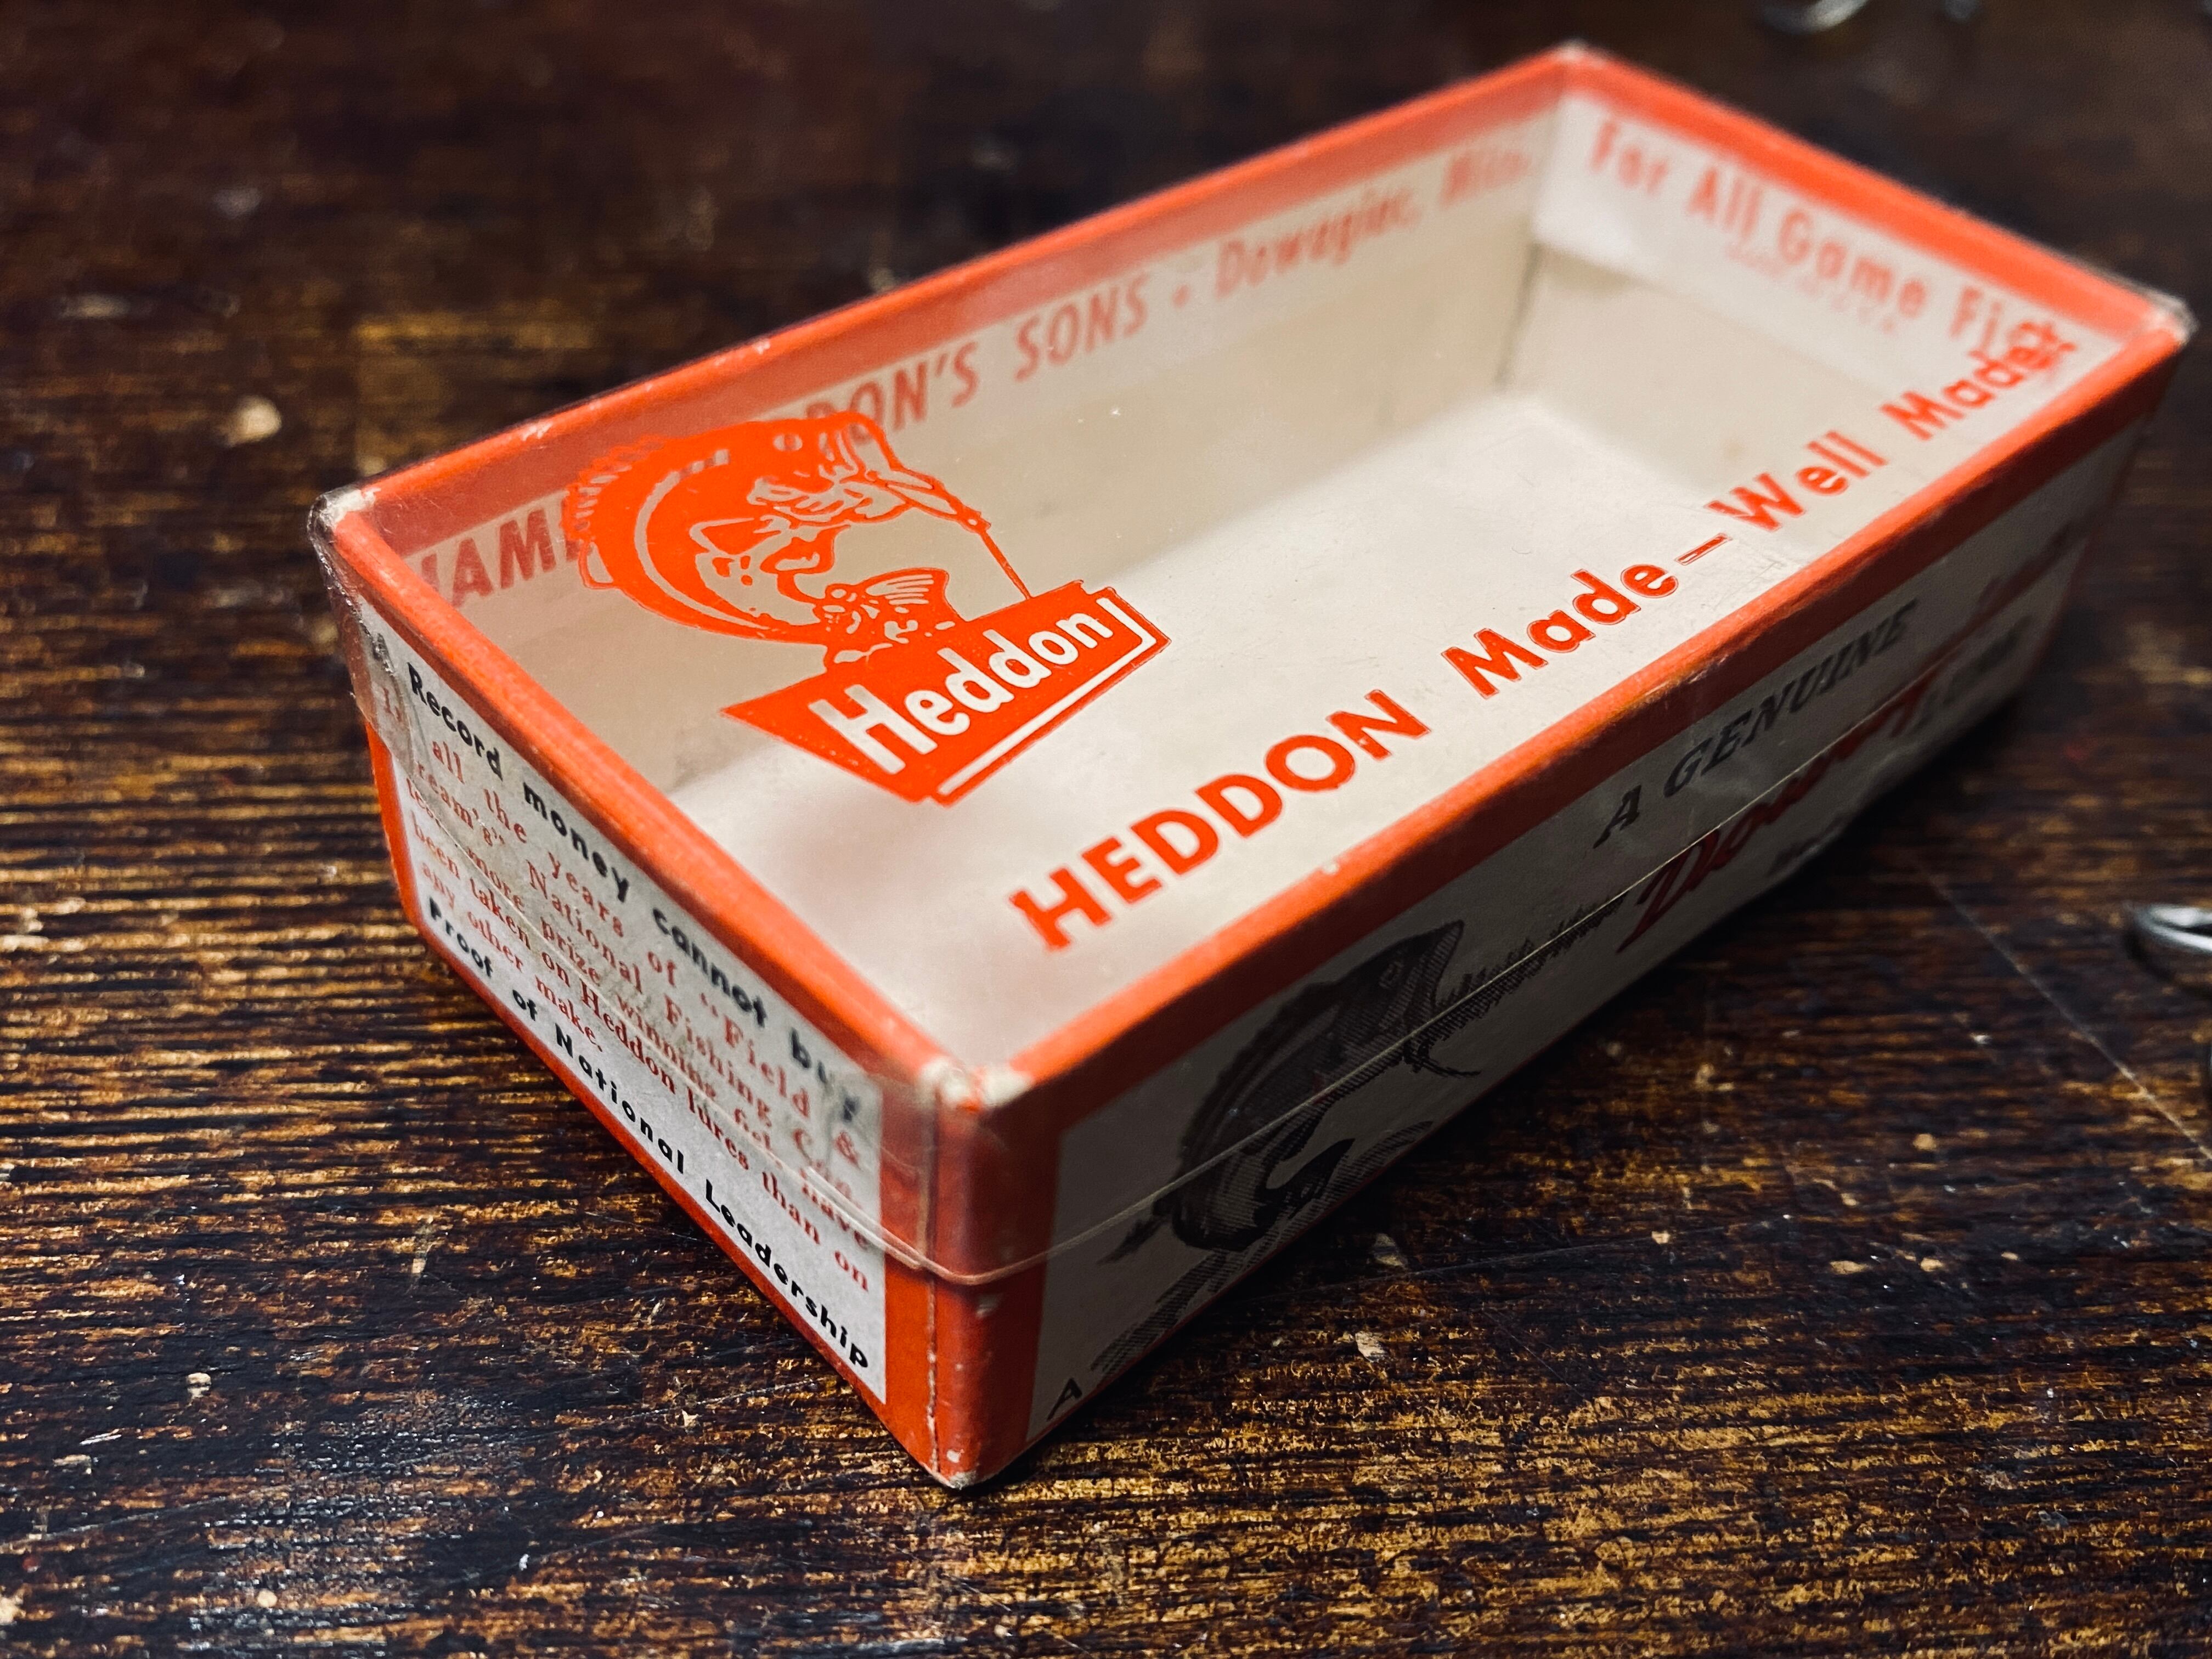 HEDDON'S SONS • Dowagiac, Mich.
For All Game Fish
Heddon
HEDDON Made—Well Made
A Record money cannot buy
all the years of "Field &
Stream's" National Fishing
more prize winning fish have
been taken on Heddon lures than on
any other make.
Proof of National Leadership
A GENUINE
A